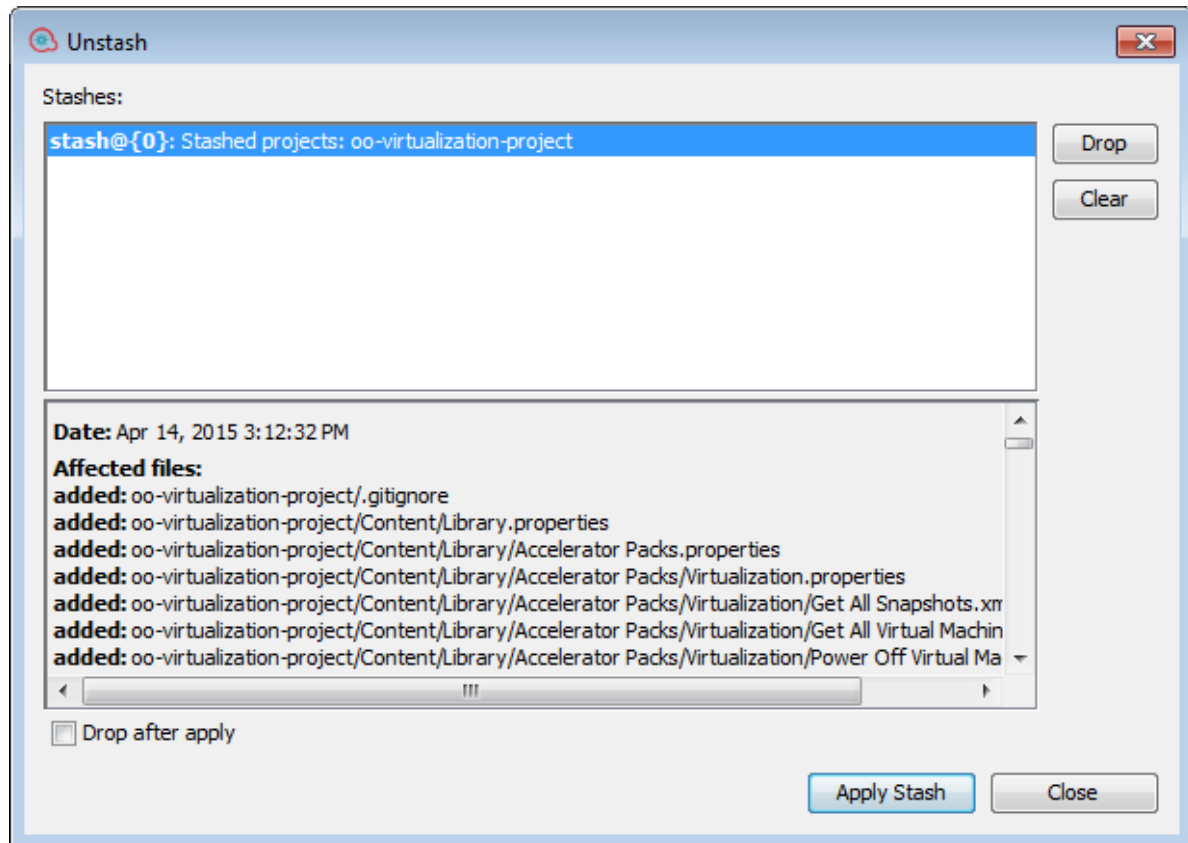 Unstash
Stashes:
stash@{0}: Stashed projects: oo-virtualization-project
Drop
Clear
Date: Apr 14, 2015 3:12:32 PM
Affected files:
added: oo-virtualization-project/.gitignore
added: oo-virtualization-project/Content/Library.properties
added: oo-virtualization-project/Content/Library/Accelerator Packs.properties
added: oo-virtualization-project/Content/Library/Accelerator Packs/Virtualization.properties
added: oo-virtualization-project/Content/Library/Accelerator Packs/Virtualization/Get All Snapshots.xm
added: oo-virtualization-project/Content/Library/Accelerator Packs/Virtualization/Get All Virtual Machin
added: oo-virtualization-project/Content/Library/Accelerator Packs/Virtualization/Power Off Virtual Ma
Drop after apply
Apply Stash
Close